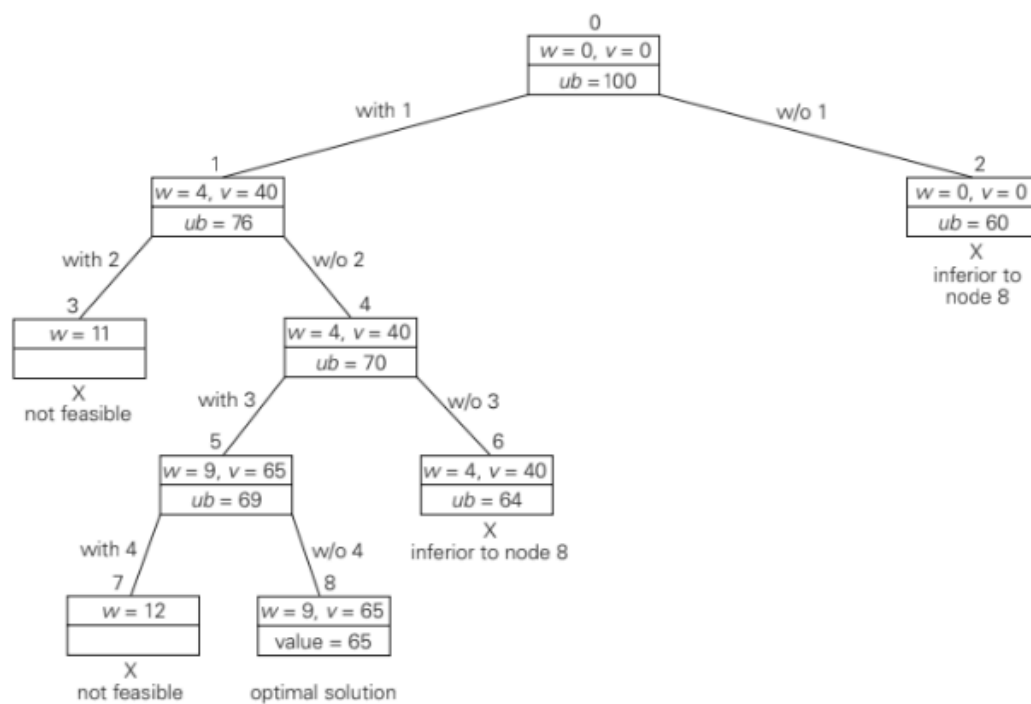 0
w = 0, v = 0
ub = 100
with 1
w/o 1
1
w = 4, v = 40
ub = 76
2
w = 0, v = 0
ub = 60
X
inferior to
node 8
with 2
w/o 2
3
w = 11
X
not feasible
4
w = 4, v = 40
ub = 70
with 3
w/o 3
5
w = 9, v = 65
ub = 69
6
w = 4, v = 40
ub = 64
X
inferior to node 8
with 4
w/o 4
7
w = 12
X
not feasible
8
w = 9, v = 65
value = 65
optimal solution